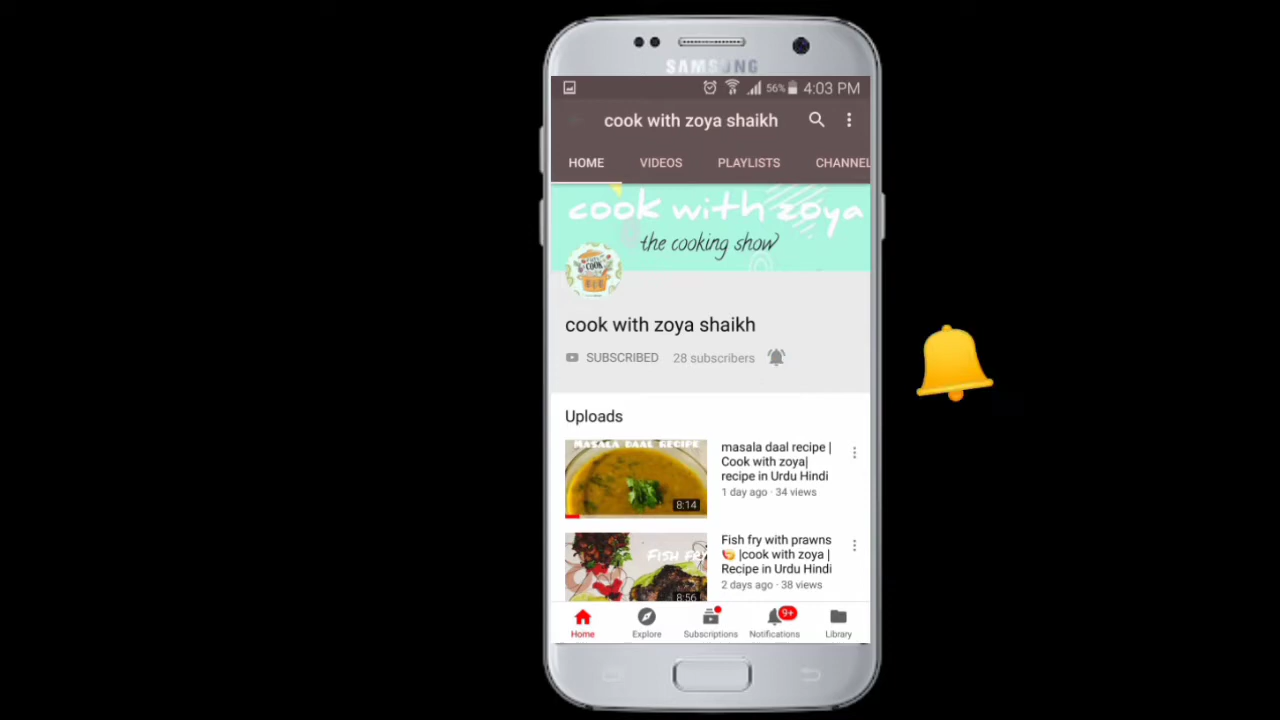 SAMSUNG
56% 4:03 PM
cook with zoya shaikh
HOME VIDEOS PLAYLISTS CHANNEL
cook with zoya
the cooking show
COOK
cook with zoya shaikh
SUBSCRIBED 28 subscribers
Uploads
MASALA DAAL RECIPE
8:14
masala daal recipe |
Cook with zoya|
recipe in Urdu Hindi
1 day ago · 34 views
FISH FRY
8:56
Fish fry with prawns
🍤 |cook with zoya |
Recipe in Urdu Hindi
2 days ago · 38 views
9+
Home Explore Subscriptions Notifications Library